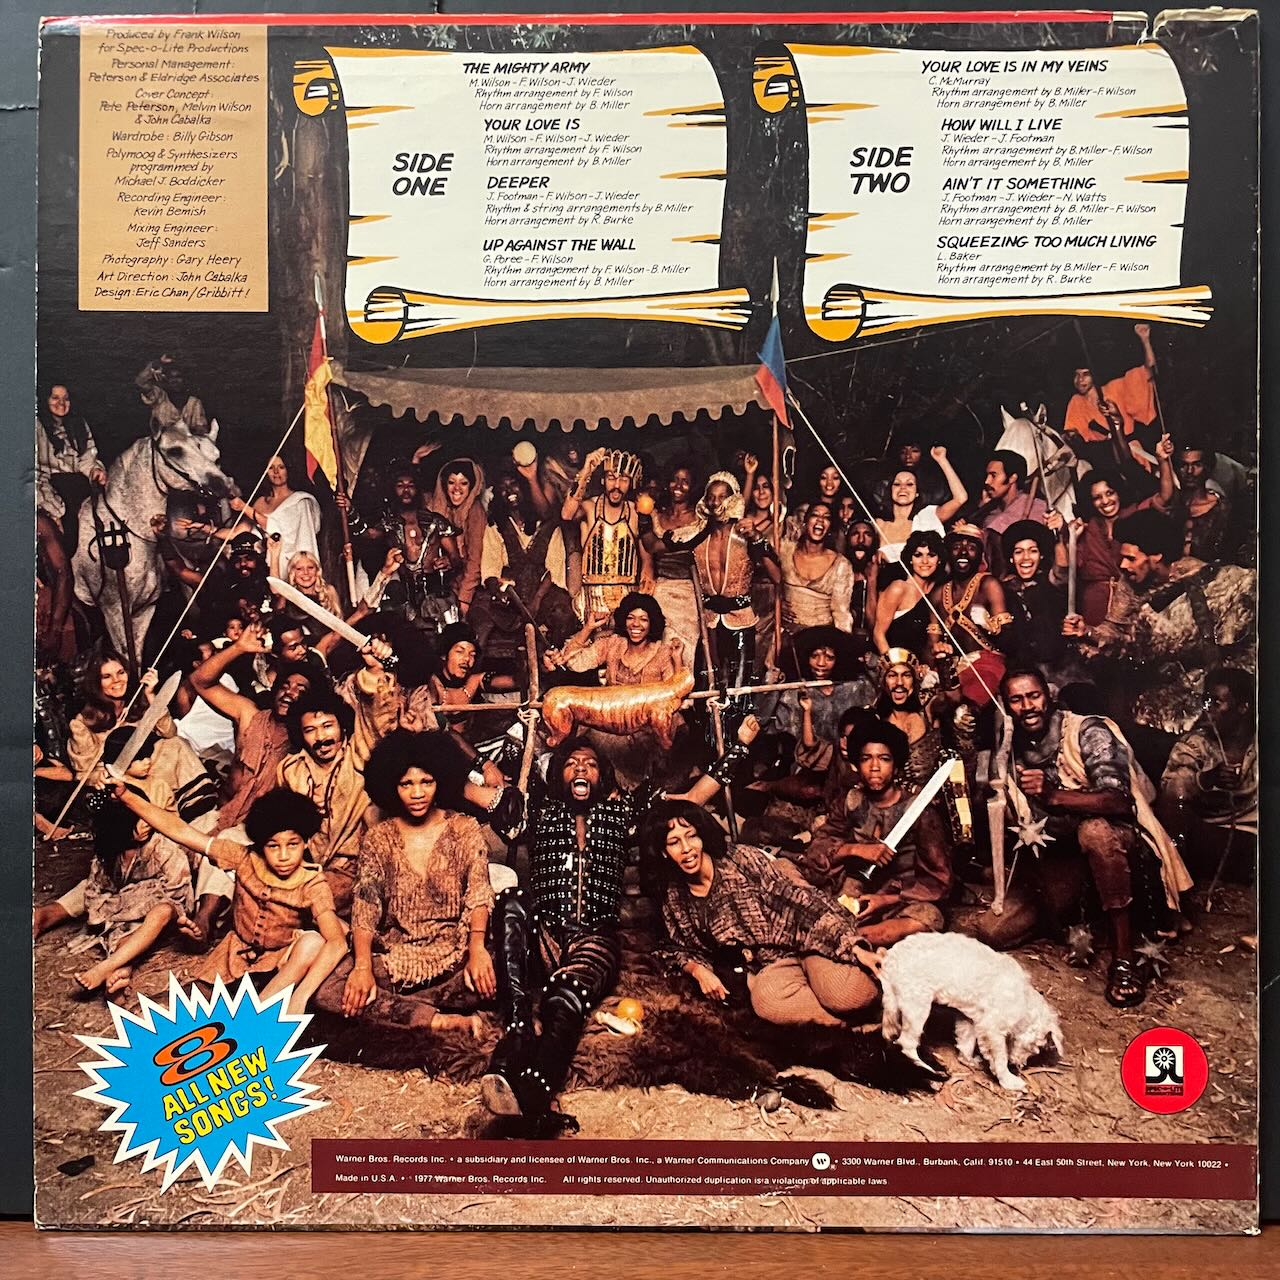 Produced by Frank Wilson
for Spec-o-Lite Productions
Personal Management:
Peterson & Eldridge Associates
Cover Concept:
Pete Peterson, Melvin Wilson
& John Cabalka
Wardrobe: Billy Gibson
Polymoog & Synthesizers
programmed by
Michael J. Boddicker
Recording Engineer:
Kevin Bemish
Mixing Engineer:
Jeff Sanders
Photography: Gary Heery
Art Direction: John Cabalka
Design: Eric Chan/Gribbitt!
SIDE
ONE
THE MIGHTY ARMY
M. Wilson - F. Wilson - J. Wieder
Rhythm arrangement by F. Wilson
Horn arrangement by B. Miller
YOUR LOVE IS
M. Wilson - F. Wilson - J. Wieder
Rhythm arrangement by F. Wilson
Horn arrangement by B. Miller
DEEPER
J. Footman - F. Wilson - J. Wieder
Rhythm & string arrangements by B. Miller
Horn arrangement by R. Burke
UP AGAINST THE WALL
G. Peree - F. Wilson
Rhythm arrangement by F. Wilson - B. Miller
Horn arrangement by B. Miller
SIDE
TWO
YOUR LOVE IS IN MY VEINS
C. McMurray
Rhythm arrangement by B. Miller - F. Wilson
Horn arrangement by B. Miller
HOW WILL I LIVE
J. Wieder - J. Footman
Rhythm arrangement by B. Miller - F. Wilson
Horn arrangement by B. Miller
AIN'T IT SOMETHING
J. Footman - J. Wieder - N. Watts
Rhythm arrangement by B. Miller - F. Wilson
Horn arrangement by B. Miller
SQUEEZING TOO MUCH LIVING
L. Baker
Rhythm arrangement by B. Miller - F. Wilson
Horn arrangement by R. Burke
8
ALL NEW
SONGS!
SPEC-O-LITE
PRODUCTIONS
Warner Bros. Records Inc. • a subsidiary and licensee of Warner Bros. Inc., a Warner Communications Company W ® • 3300 Warner Blvd., Burbank, Calif. 91510 • 44 East 50th Street, New York, New York 10022 •
Made in U.S.A. • 1977 Warner Bros. Records Inc. All rights reserved. Unauthorized duplication is a violation of applicable laws.